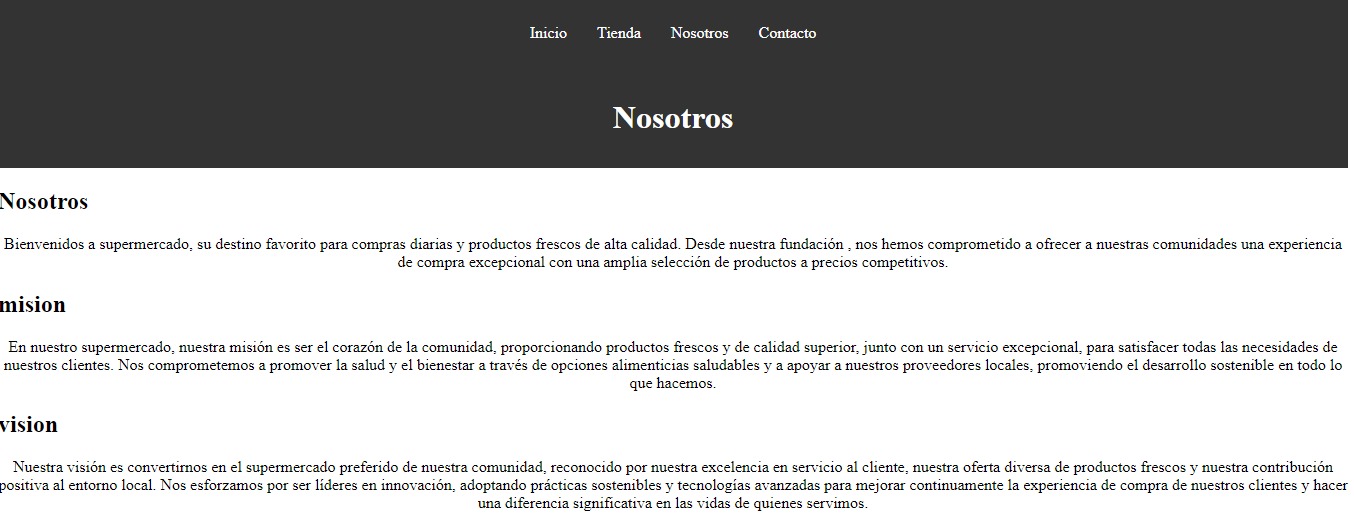 Inicio Tienda Nosotros Contacto
Nosotros
Nosotros
Bienvenidos a supermercado, su destino favorito para compras diarias y productos frescos de alta calidad. Desde nuestra fundación , nos hemos comprometido a ofrecer a nuestras comunidades una experiencia
de compra excepcional con una amplia selección de productos a precios competitivos.
mision
En nuestro supermercado, nuestra misión es ser el corazón de la comunidad, proporcionando productos frescos y de calidad superior, junto con un servicio excepcional, para satisfacer todas las necesidades de
nuestros clientes. Nos comprometemos a promover la salud y el bienestar a través de opciones alimenticias saludables y a apoyar a nuestros proveedores locales, promoviendo el desarrollo sostenible en todo lo
que hacemos.
vision
Nuestra visión es convertirnos en el supermercado preferido de nuestra comunidad, reconocido por nuestra excelencia en servicio al cliente, nuestra oferta diversa de productos frescos y nuestra contribución
positiva al entorno local. Nos esforzamos por ser líderes en innovación, adoptando prácticas sostenibles y tecnologías avanzadas para mejorar continuamente la experiencia de compra de nuestros clientes y hacer
una diferencia significativa en las vidas de quienes servimos.